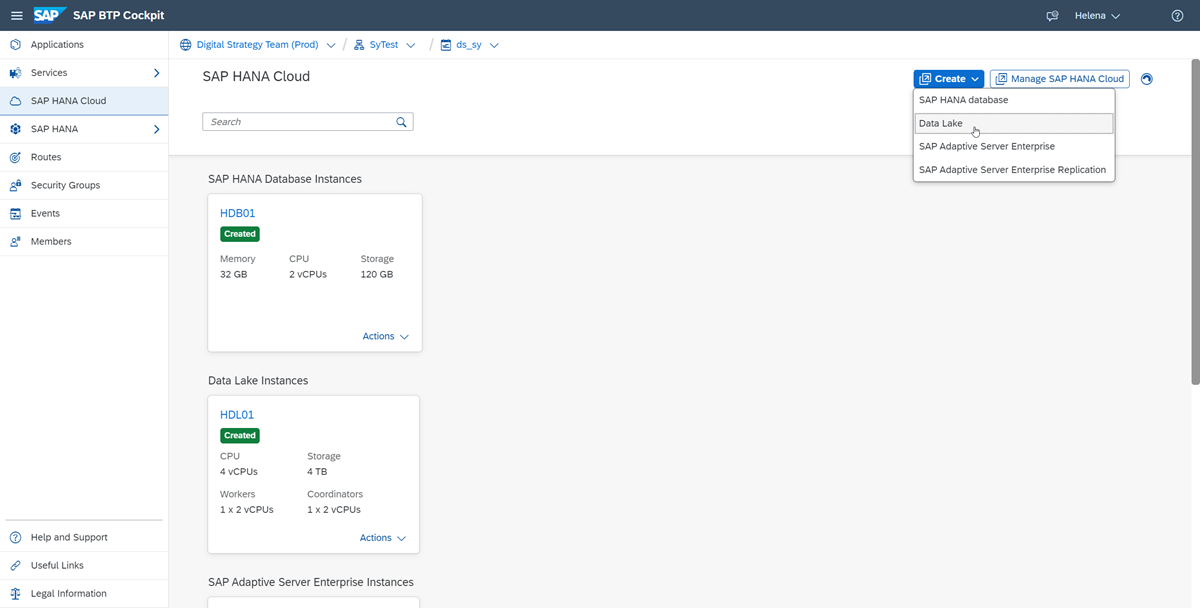 SAP SAP BTP Cockpit
Helena
Applications
Services
SAP HANA Cloud
SAP HANA
Routes
Security Groups
Events
Members
Help and Support
Useful Links
Legal Information
Digital Strategy Team (Prod) / SyTest / ds_sy
SAP HANA Cloud
Create
Manage SAP HANA Cloud
SAP HANA database
Data Lake
SAP Adaptive Server Enterprise
SAP Adaptive Server Enterprise Replication
Search
SAP HANA Database Instances
HDB01
Created
Memory CPU Storage
32 GB 2 vCPUs 120 GB
Actions
Data Lake Instances
HDL01
Created
CPU Storage
4 vCPUs 4 TB
Workers Coordinators
1 x 2 vCPUs 1 x 2 vCPUs
Actions
SAP Adaptive Server Enterprise Instances